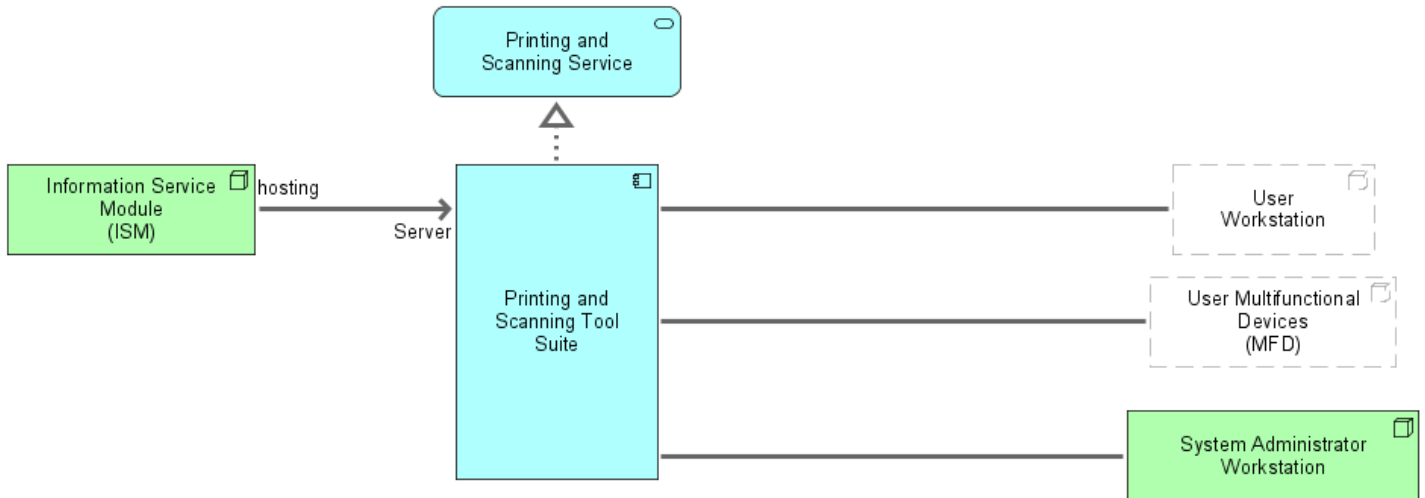 Printing and
Scanning Service
Information Service
Module
(ISM)
hosting
Server
Printing and
Scanning Tool
Suite
User
Workstation
User Multifunctional
Devices
(MFD)
System Administrator
Workstation